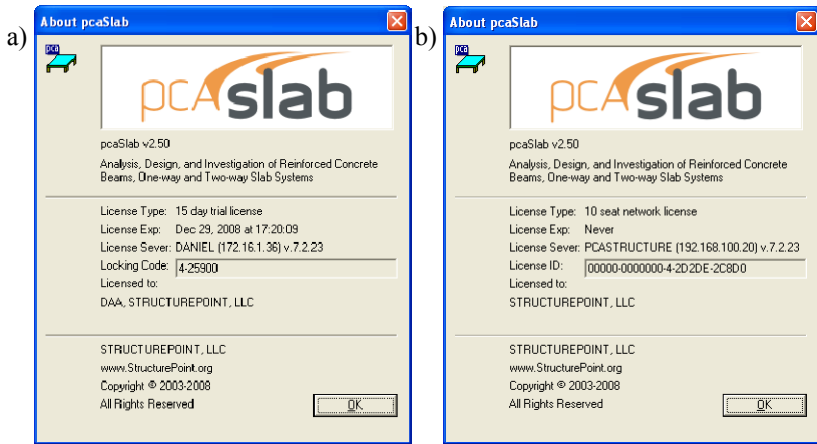 a)
About pcaSlab
pca
pcaslab
pcaSlab v2.50
Analysis, Design, and Investigation of Reinforced Concrete
Beams, One-way and Two-way Slab Systems
License Type: 15 day trial license
License Exp: Dec 29, 2008 at 17:20:09
License Sever: DANIEL (172.16.1.36) v.7.2.23
Locking Code: 4-25900
Licensed to:
DAA, STRUCTUREPOINT, LLC
STRUCTUREPOINT, LLC
www.StructurePoint.org
Copyright © 2003-2008
All Rights Reserved
OK
b)
About pcaSlab
pca
pcaslab
pcaSlab v2.50
Analysis, Design, and Investigation of Reinforced Concrete
Beams, One-way and Two-way Slab Systems
License Type: 10 seat network license
License Exp: Never
License Sever: PCASTRUCTURE (192.168.100.20) v.7.2.23
License ID: 00000-0000000-4-2D2DE-2C8D0
Licensed to:
STRUCTUREPOINT, LLC
STRUCTUREPOINT, LLC
www.StructurePoint.org
Copyright © 2003-2008
All Rights Reserved
OK